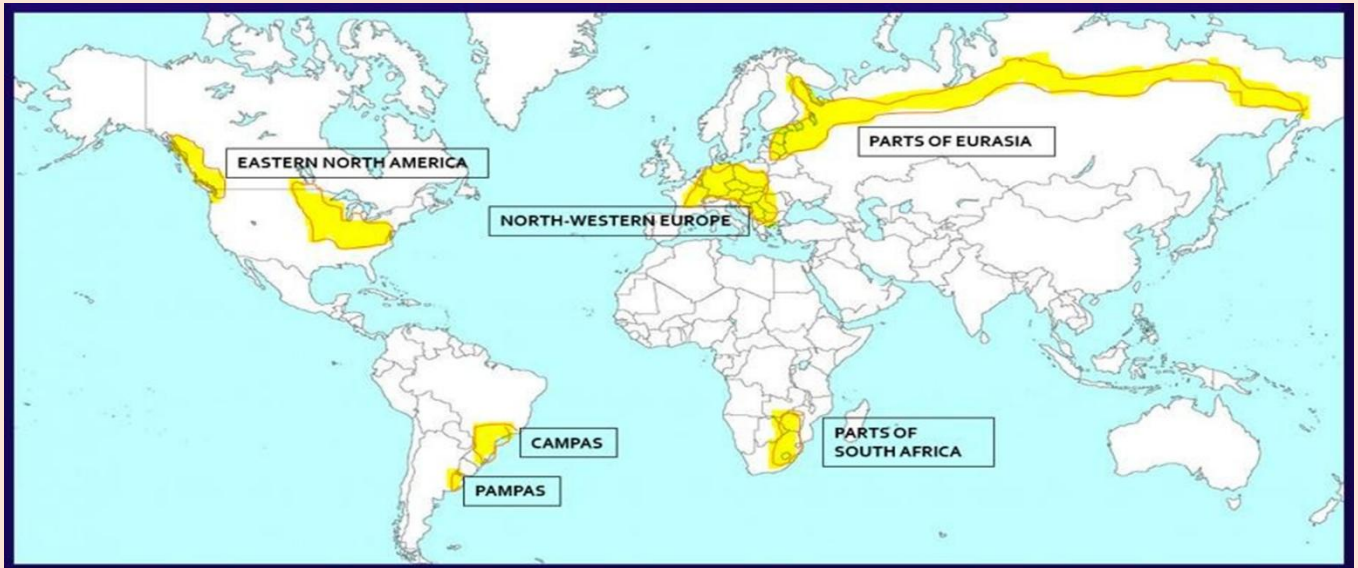 EASTERN NORTH AMERICA
PARTS OF EURASIA
NORTH-WESTERN EUROPE
CAMPAS
PARTS OF
SOUTH AFRICA
PAMPAS